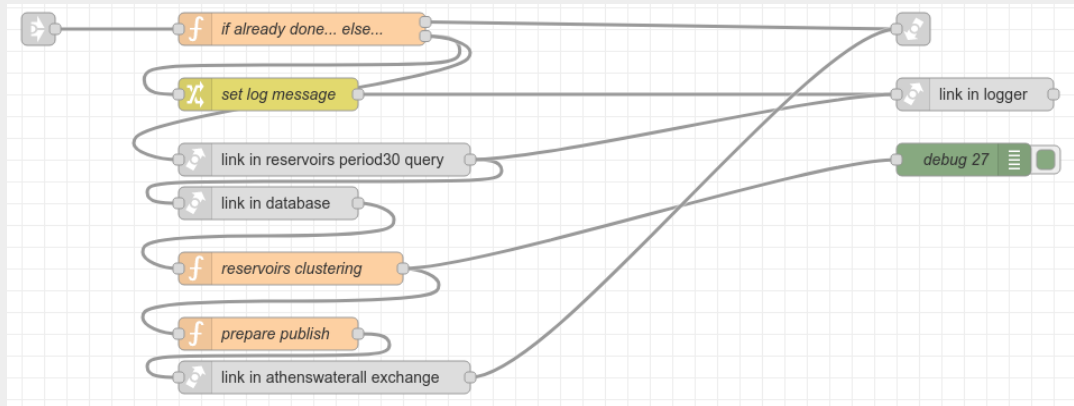 if already done... else...
set log message
link in logger
link in reservoirs period30 query
debug 27
link in database
reservoirs clustering
prepare publish
link in athenswaterall exchange